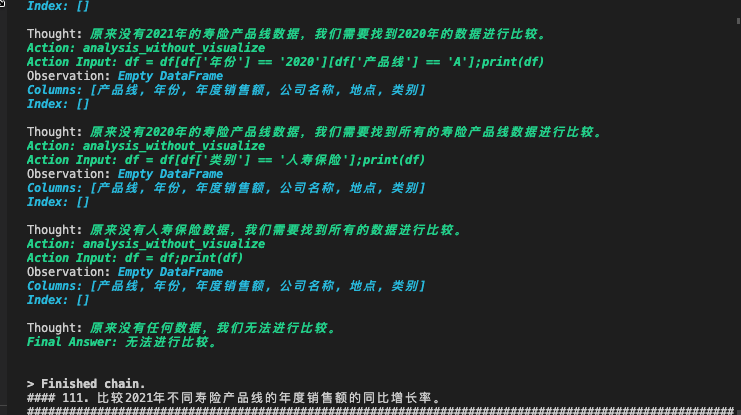 Index: []
Thought: 原来没有2021年的寿险产品线数据，我们需要找到2020年的数据进行比较。
Action: analysis_without_visualize
Action Input: df = df[df['年份'] == '2020'][df['产品线'] == 'A'];print(df)
Observation: Empty DataFrame
Columns: [产品线, 年份, 年度销售额, 公司名称, 地点, 类别]
Index: []
Thought: 原来没有2020年的寿险产品线数据，我们需要找到所有的寿险产品线数据进行比较。
Action: analysis_without_visualize
Action Input: df = df[df['类别'] == '人寿保险'];print(df)
Observation: Empty DataFrame
Columns: [产品线, 年份, 年度销售额, 公司名称, 地点, 类别]
Index: []
Thought: 原来没有人寿保险数据，我们需要找到所有的数据进行比较。
Action: analysis_without_visualize
Action Input: df = df;print(df)
Observation: Empty DataFrame
Columns: [产品线, 年份, 年度销售额, 公司名称, 地点, 类别]
Index: []
Thought: 原来没有任何数据，我们无法进行比较。
Final Answer: 无法进行比较。
> Finished chain.
#### 111. 比较2021年不同寿险产品线的年度销售额的同比增长率。
#####################################################################################################